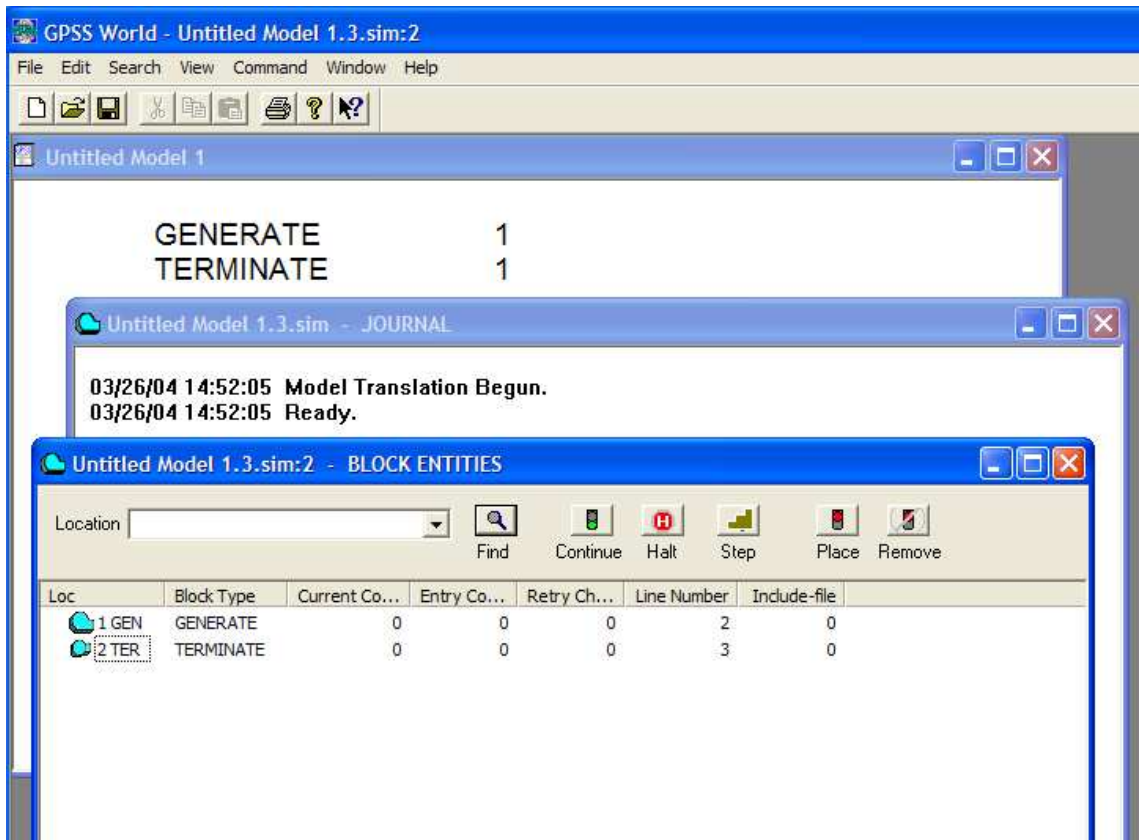 GPSS World - Untitled Model 1.3.sim:2
File Edit Search View Command Window Help
Untitled Model 1
GENERATE 1
TERMINATE 1
Untitled Model 1.3.sim - JOURNAL
03/26/04 14:52:05 Model Translation Begun.
03/26/04 14:52:05 Ready.
Untitled Model 1.3.sim:2 - BLOCK ENTITIES
Location
Find Continue Halt Step Place Remove
Loc Block Type Current Co... Entry Co... Retry Ch... Line Number Include-file
1 GEN GENERATE 0 0 0 2 0
2 TER TERMINATE 0 0 0 3 0